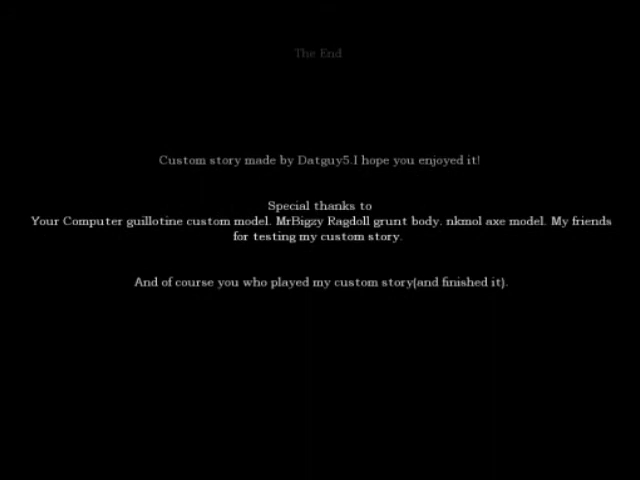 The End
Custom story made by Datguy5.I hope you enjoyed it!
Special thanks to
Your Computer guillotine custom model. MrBigzy Ragdoll grunt body. nkmol axe model. My friends
for testing my custom story.
And of course you who played my custom story(and finished it).